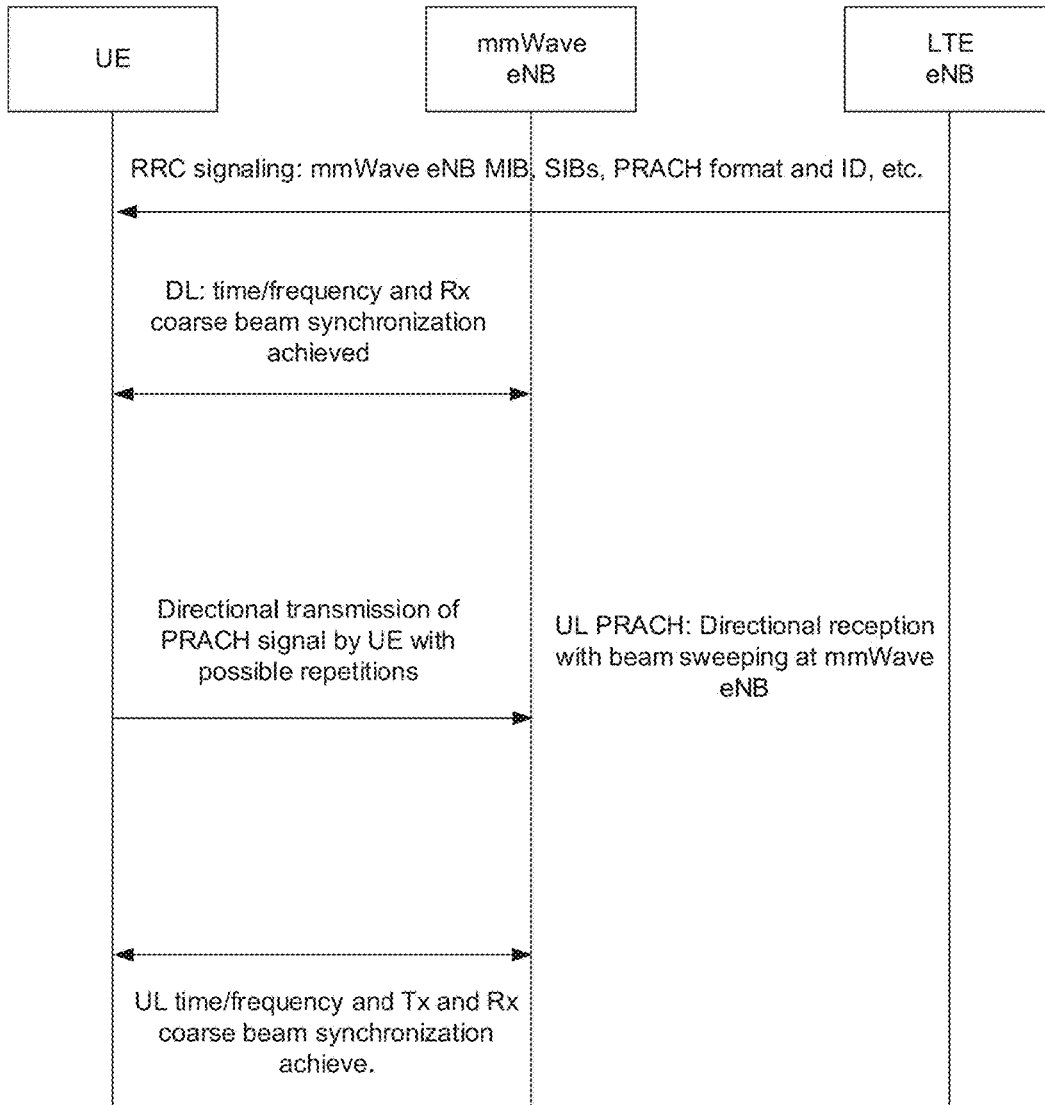 UE
mmWave
eNB
LTE
eNB
RRC signaling: mmWave eNB MIB, SIBs, PRACH format and ID, etc.
DL: time/frequency and Rx
coarse beam synchronization
achieved
Directional transmission of
PRACH signal by UE with
possible repetitions
UL PRACH: Directional reception
with beam sweeping at mmWave
eNB
UL time/frequency and Tx and Rx
coarse beam synchronization
achieve.